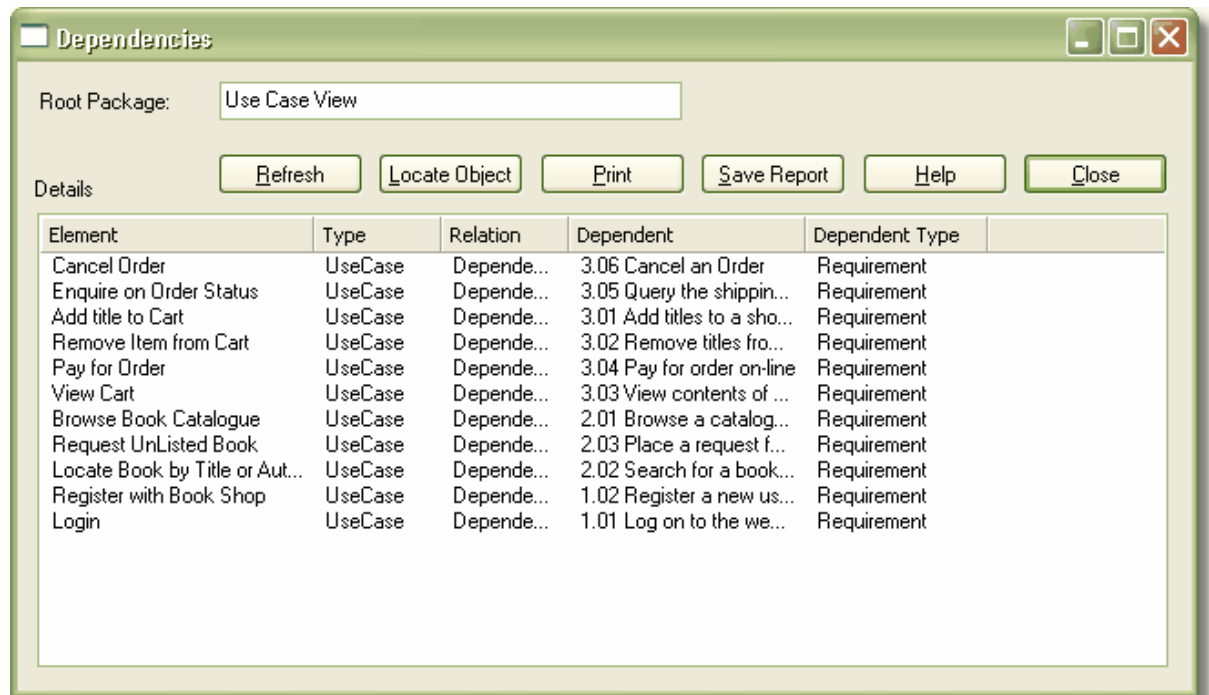 Dependencies
Root Package: Use Case View
Details Refresh Locate Object Print Save Report Help Close
Element Type Relation Dependent Dependent Type
Cancel Order UseCase Depende... 3.06 Cancel an Order Requirement
Enquire on Order Status UseCase Depende... 3.05 Query the shippin... Requirement
Add title to Cart UseCase Depende... 3.01 Add titles to a sho... Requirement
Remove Item from Cart UseCase Depende... 3.02 Remove titles fro... Requirement
Pay for Order UseCase Depende... 3.04 Pay for order on-line Requirement
View Cart UseCase Depende... 3.03 View contents of ... Requirement
Browse Book Catalogue UseCase Depende... 2.01 Browse a catalog... Requirement
Request UnListed Book UseCase Depende... 2.03 Place a request f... Requirement
Locate Book by Title or Aut... UseCase Depende... 2.02 Search for a book... Requirement
Register with Book Shop UseCase Depende... 1.02 Register a new us... Requirement
Login UseCase Depende... 1.01 Log on to the we... Requirement